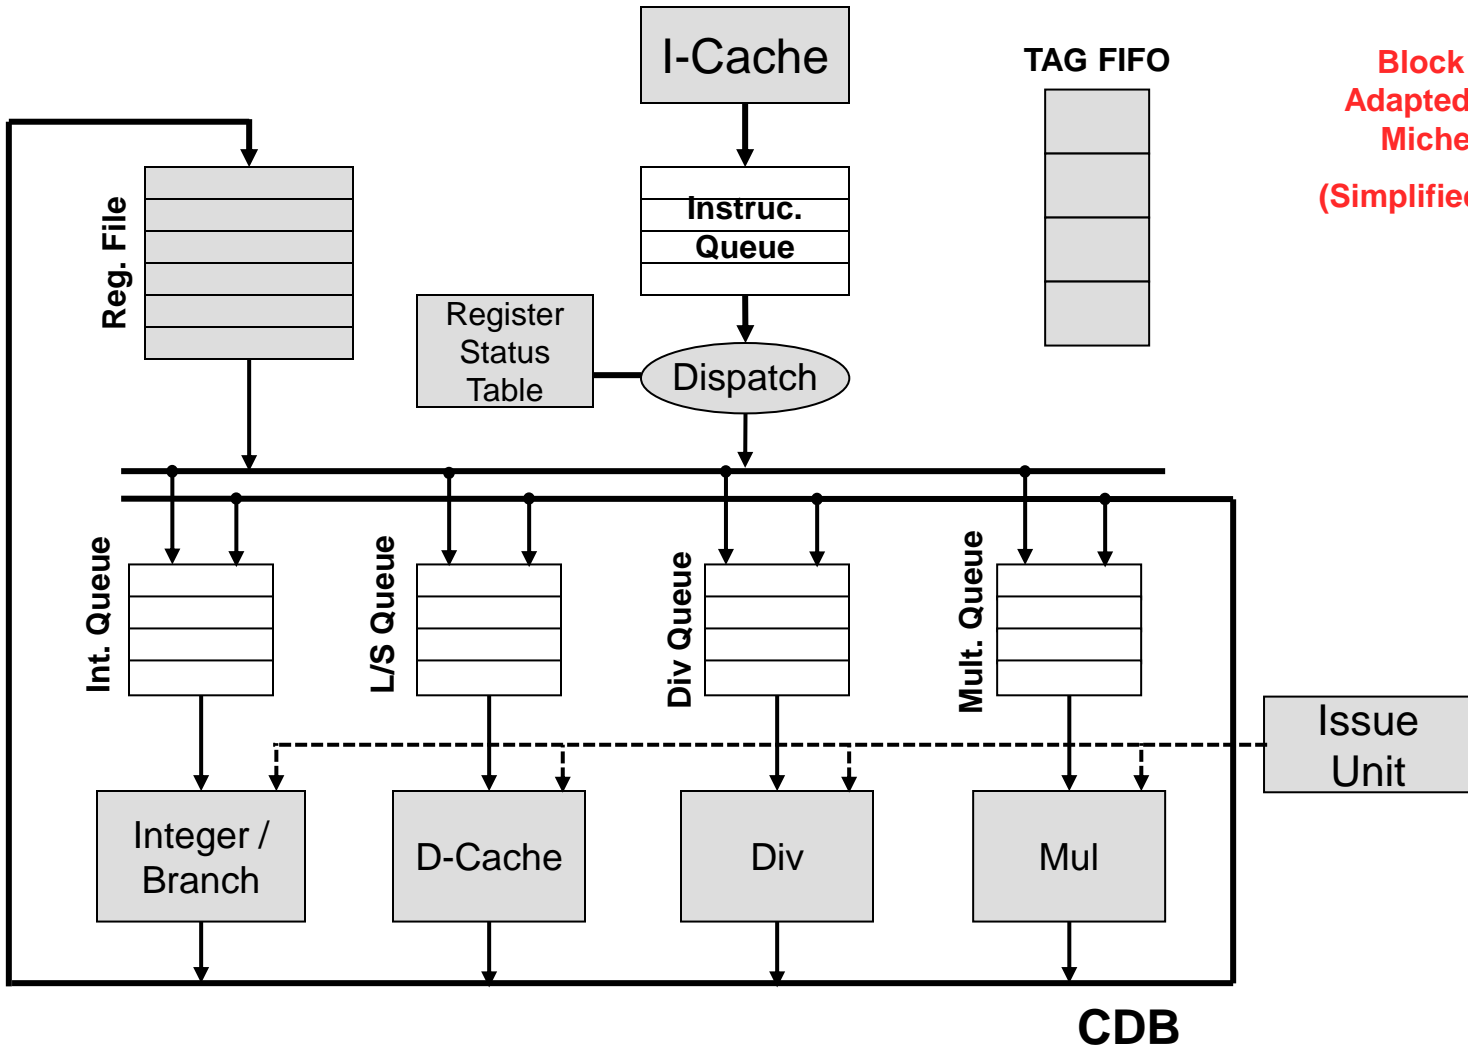 I-Cache
TAG FIFO
Block
Adapted
Miche
(Simplified
Reg. File
Instruc.
Queue
Register
Status
Table
Dispatch
Int. Queue
L/S Queue
Div Queue
Mult. Queue
Issue
Unit
Integer /
Branch
D-Cache
Div
Mul
CDB